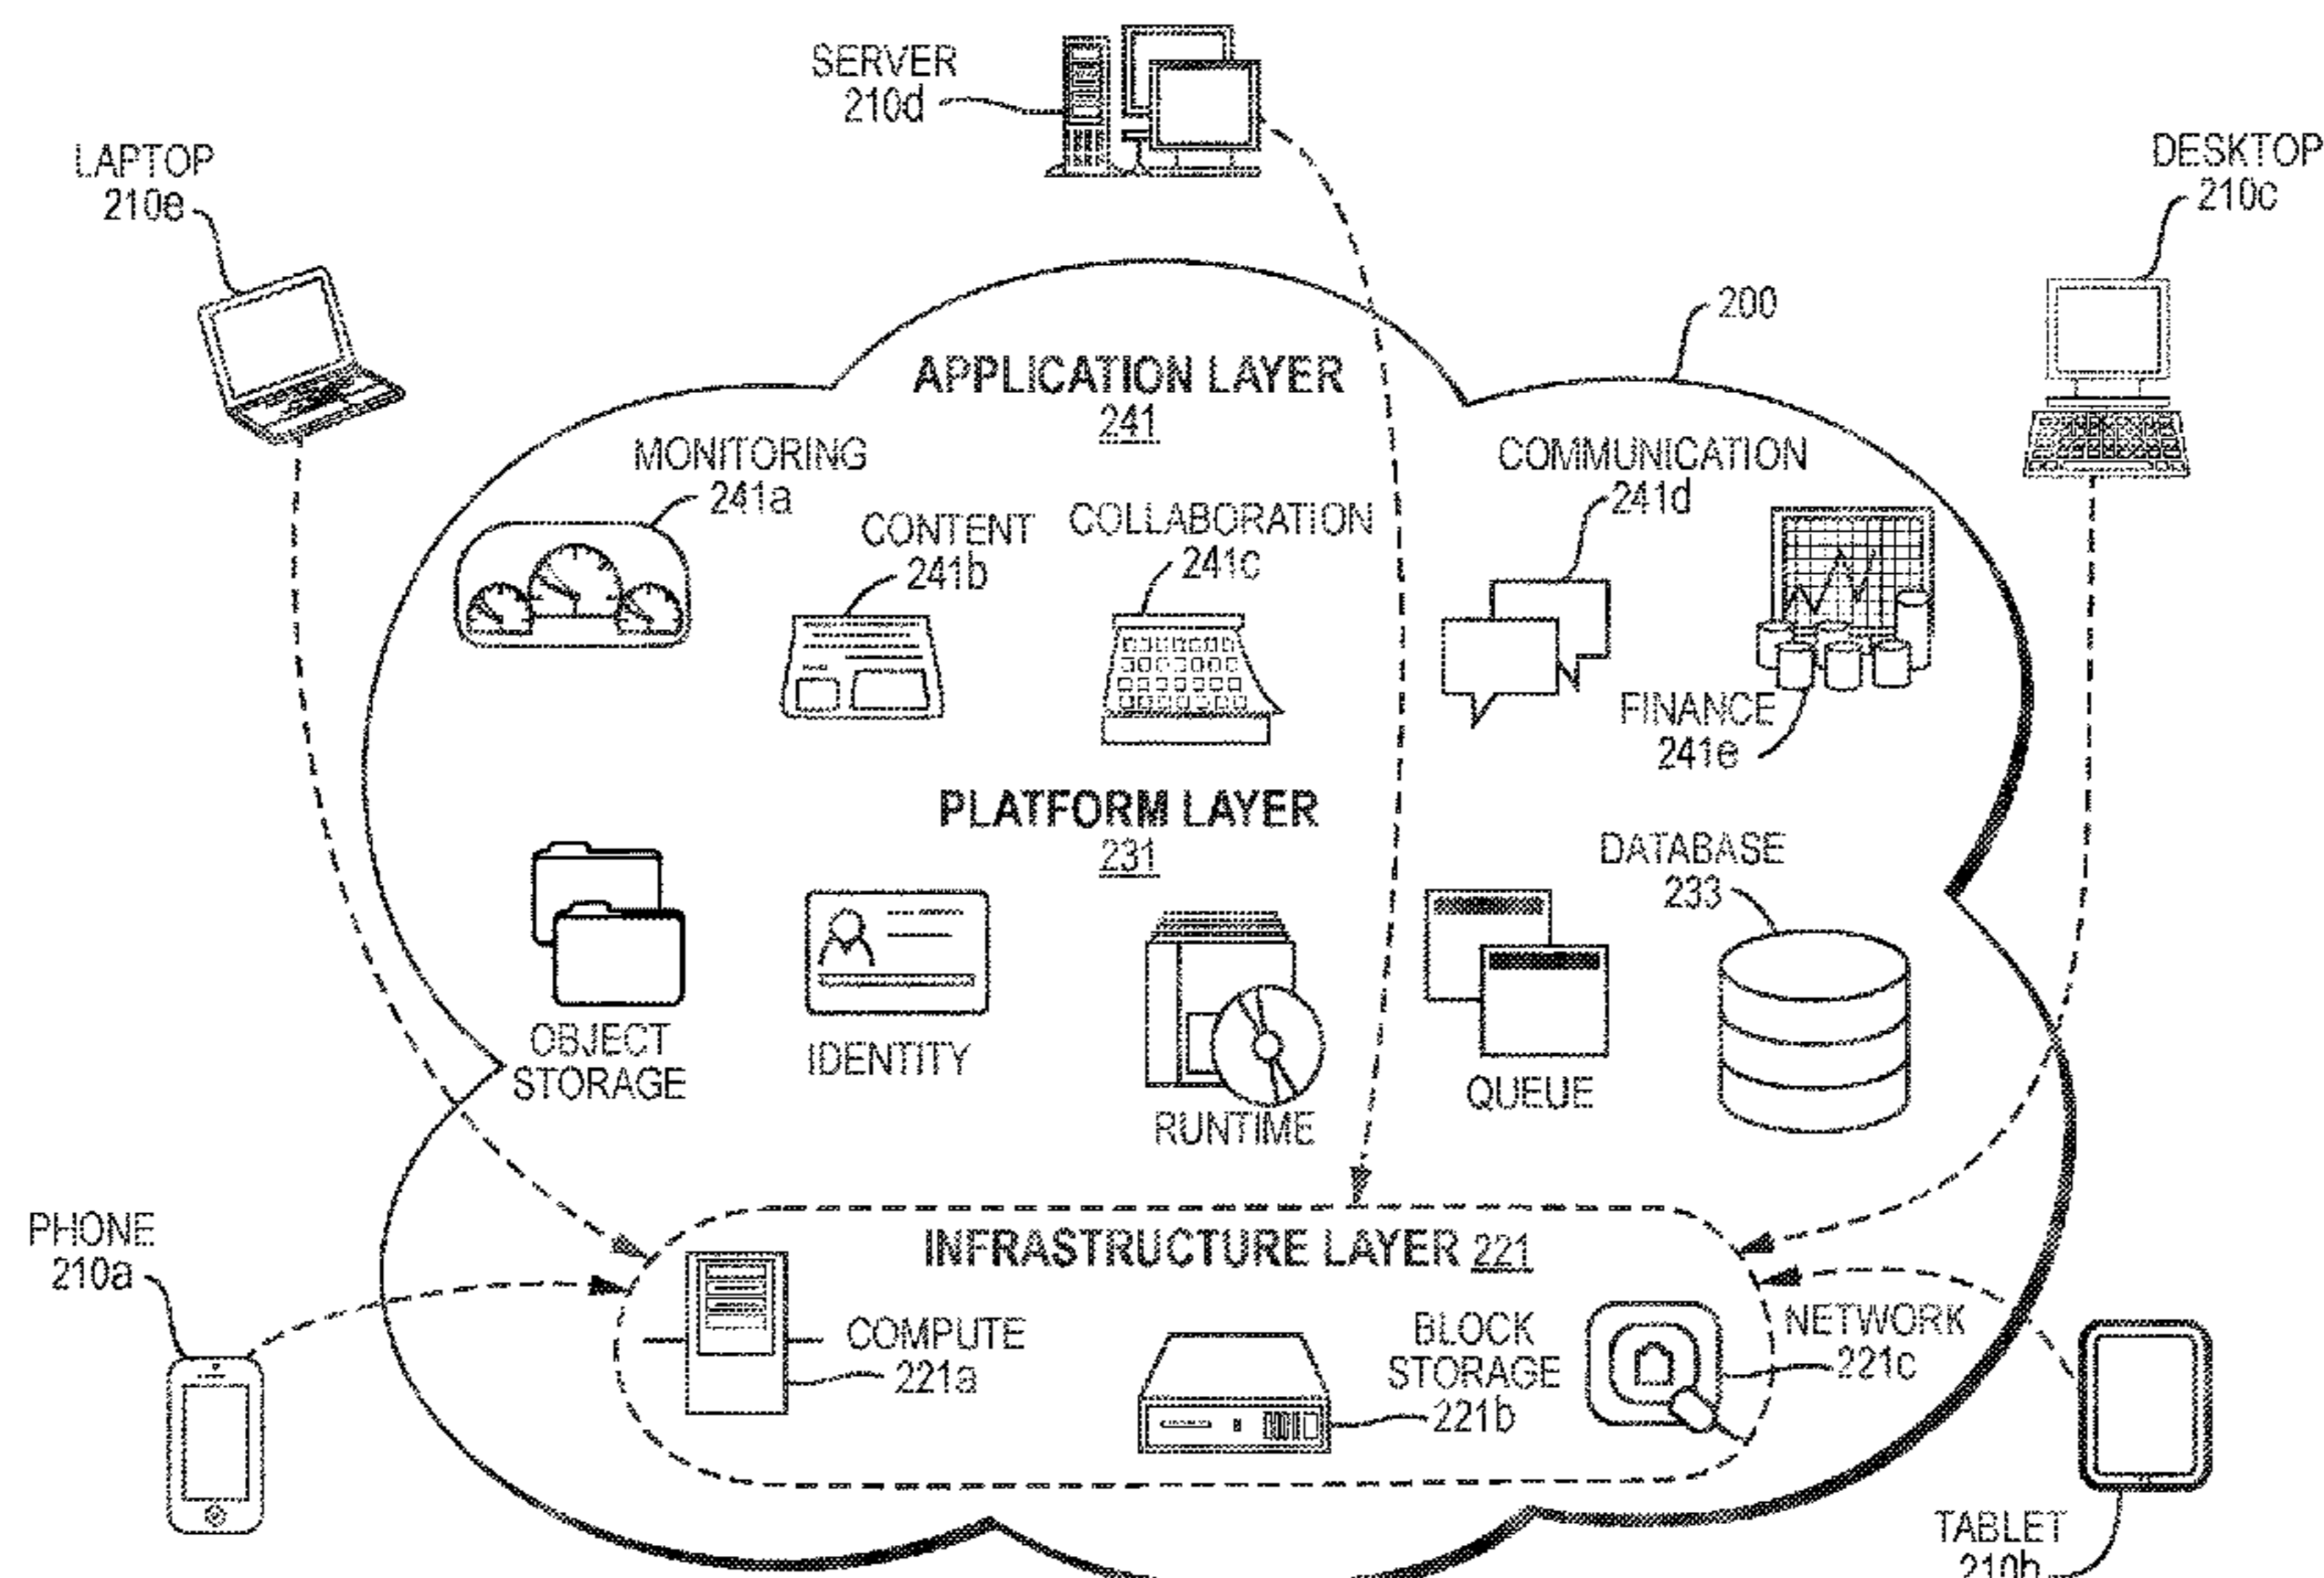 SERVER
210d
LAPTOP
210e
DESKTOP
210c
200
APPLICATION LAYER
241
MONITORING
241a
CONTENT
241b
COLLABORATION
241c
COMMUNICATION
241d
FINANCE
241e
PLATFORM LAYER
231
DATABASE
233
OBJECT
STORAGE
IDENTITY
RUNTIME
QUEUE
PHONE
210a
INFRASTRUCTURE LAYER 221
COMPUTE
221a
BLOCK
STORAGE
221b
NETWORK
221c
TABLET
210b